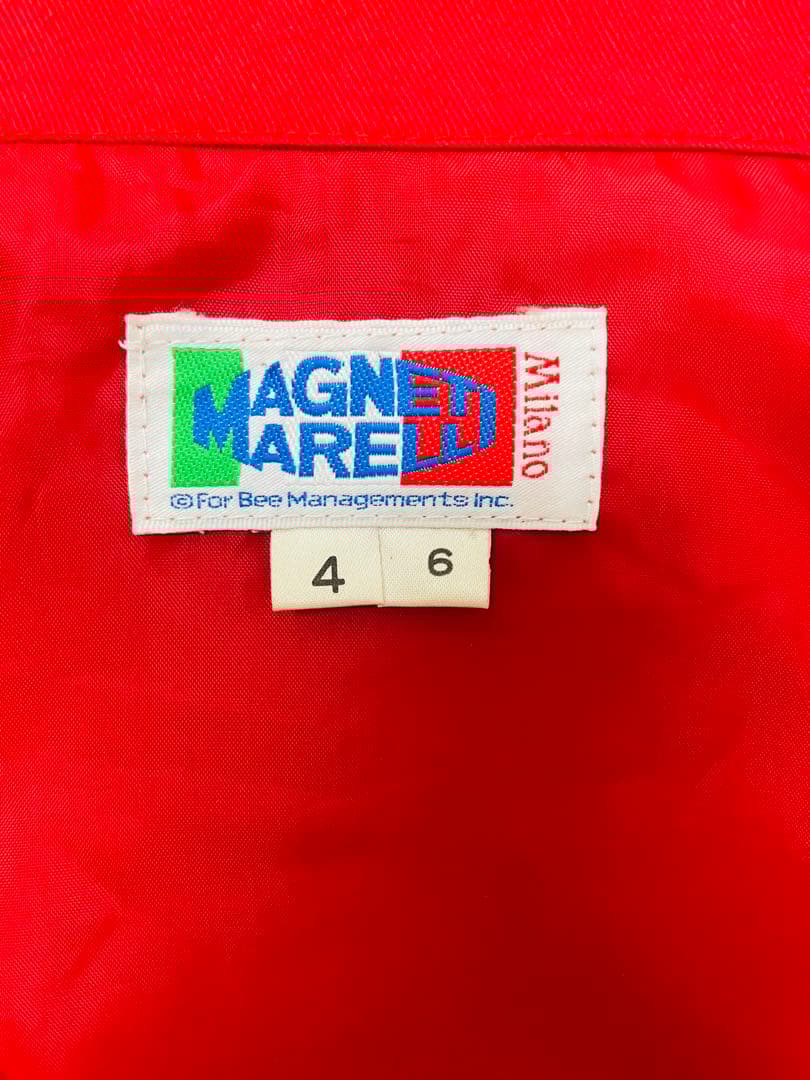 MAGNETI
MARELLI
Milano
©For Bee Managements Inc.
4 6